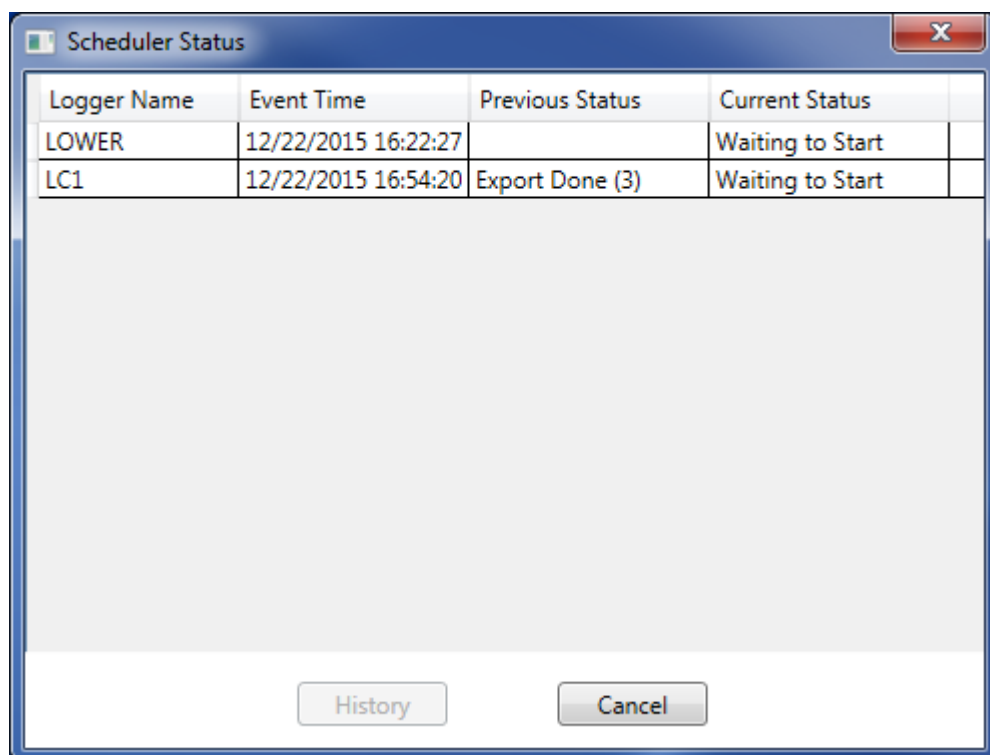 Scheduler Status
Logger Name Event Time Previous Status Current Status
LOWER 12/22/2015 16:22:27 Waiting to Start
LC1 12/22/2015 16:54:20 Export Done (3) Waiting to Start
History Cancel